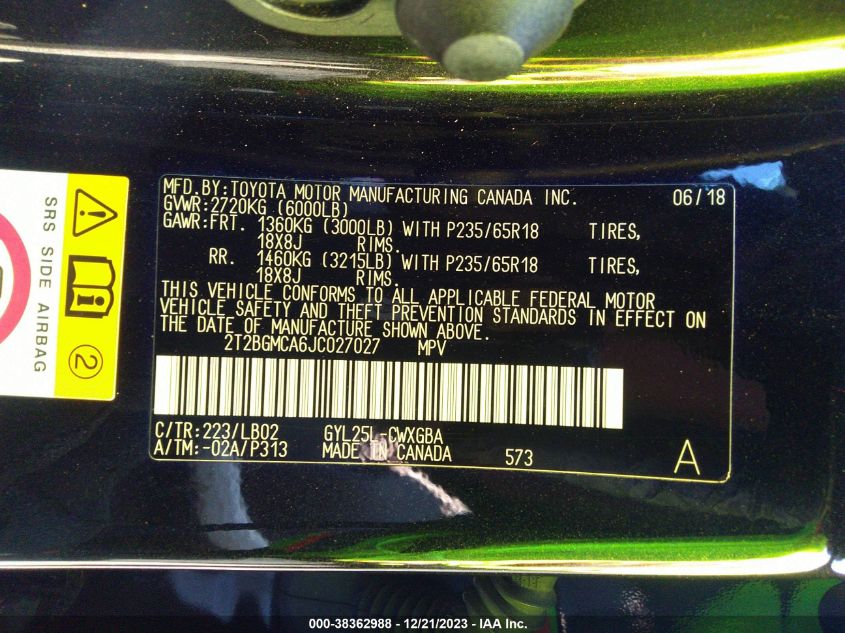 MFD.BY:TOYOTA MOTOR MANUFACTURING CANADA INC. 06/18
GVWR:2720KG (6000LB)
GAWR:FRT. 1360KG (3000LB) WITH P235/65R18 TIRES,
18X8J RIMS.
RR. 1460KG (3215LB) WITH P235/65R18 TIRES,
18X8J RIMS.
THIS VEHICLE CONFORMS TO ALL APPLICABLE FEDERAL MOTOR
VEHICLE SAFETY AND THEFT PREVENTION STANDARDS IN EFFECT ON
THE DATE OF MANUFACTURE SHOWN ABOVE.
2T2BGMCA6JC027027 MPV
C/TR:223/LB02 GYL25L-CWXGBA
A/TM:-02A/P313 MADE IN CANADA 573 A
SRS SIDE AIRBAG
2
000-38362988 - 12/21/2023 - IAA Inc.